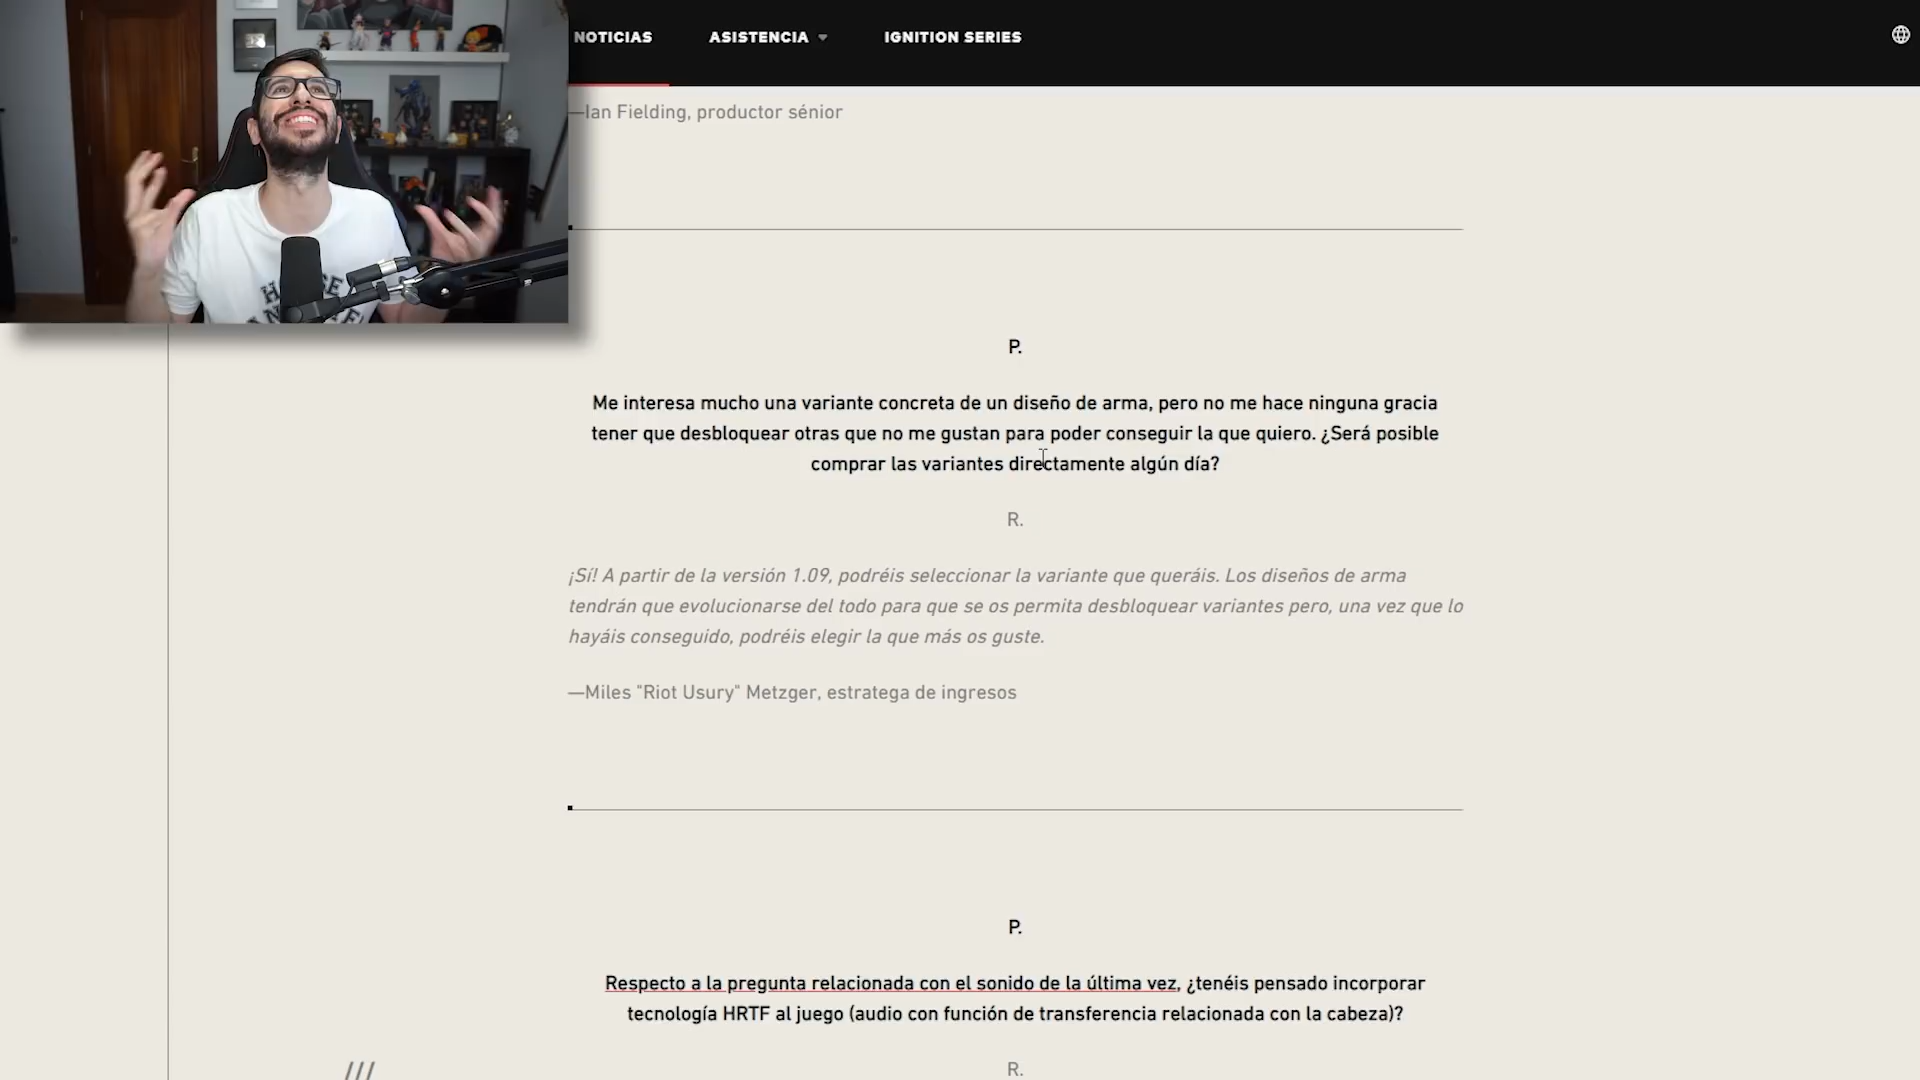 NOTICIAS
ASISTENCIA
IGNITION SERIES
—Ian Fielding, productor sénior
P.
Me interesa mucho una variante concreta de un diseño de arma, pero no me hace ninguna gracia
tener que desbloquear otras que no me gustan para poder conseguir la que quiero. ¿Será posible
comprar las variantes directamente algún día?
R.
¡Sí! A partir de la versión 1.09, podréis seleccionar la variante que queráis. Los diseños de arma
tendrán que evolucionarse del todo para que se os permita desbloquear variantes pero, una vez que lo
hayáis conseguido, podréis elegir la que más os guste.
—Miles "Riot Usury" Metzger, estratega de ingresos
P.
Respecto a la pregunta relacionada con el sonido de la última vez, ¿tenéis pensado incorporar
tecnología HRTF al juego (audio con función de transferencia relacionada con la cabeza)?
///
R.